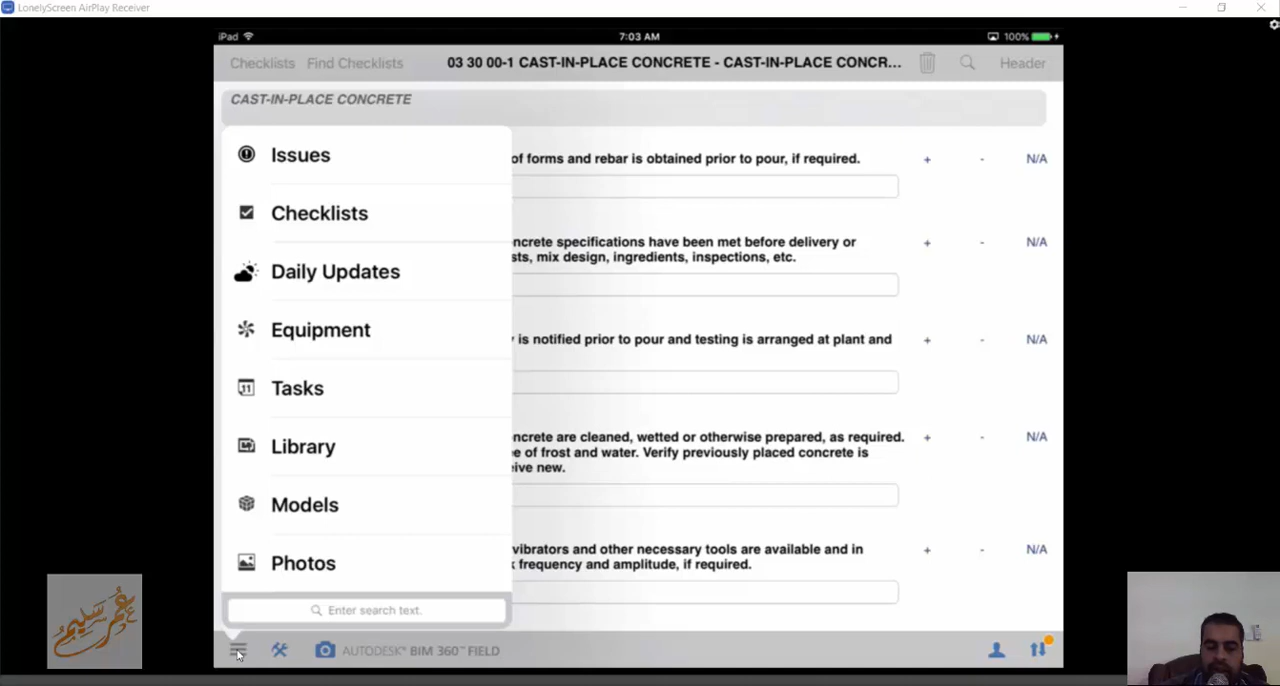 LonelyScreen AirPlay Receiver
iPad
7:03 AM
100%
Checklists
Find Checklists
03 30 00-1 CAST-IN-PLACE CONCRETE - CAST-IN-PLACE CONCR...
Header
CAST-IN-PLACE CONCRETE
Issues
Checklists
Daily Updates
Equipment
11
Tasks
Library
Models
Photos
Enter search text.
of forms and rebar is obtained prior to pour, if required.
+ - N/A
ncrete specifications have been met before delivery or
sts, mix design, ingredients, inspections, etc.
+ - N/A
is notified prior to pour and testing is arranged at plant and
+ - N/A
ncrete are cleaned, wetted or otherwise prepared, as required.
e of frost and water. Verify previously placed concrete is
eive new.
+ - N/A
vibrators and other necessary tools are available and in
frequency and amplitude, if required.
+ - N/A
AUTODESK® BIM 360™ FIELD
عمر سليم